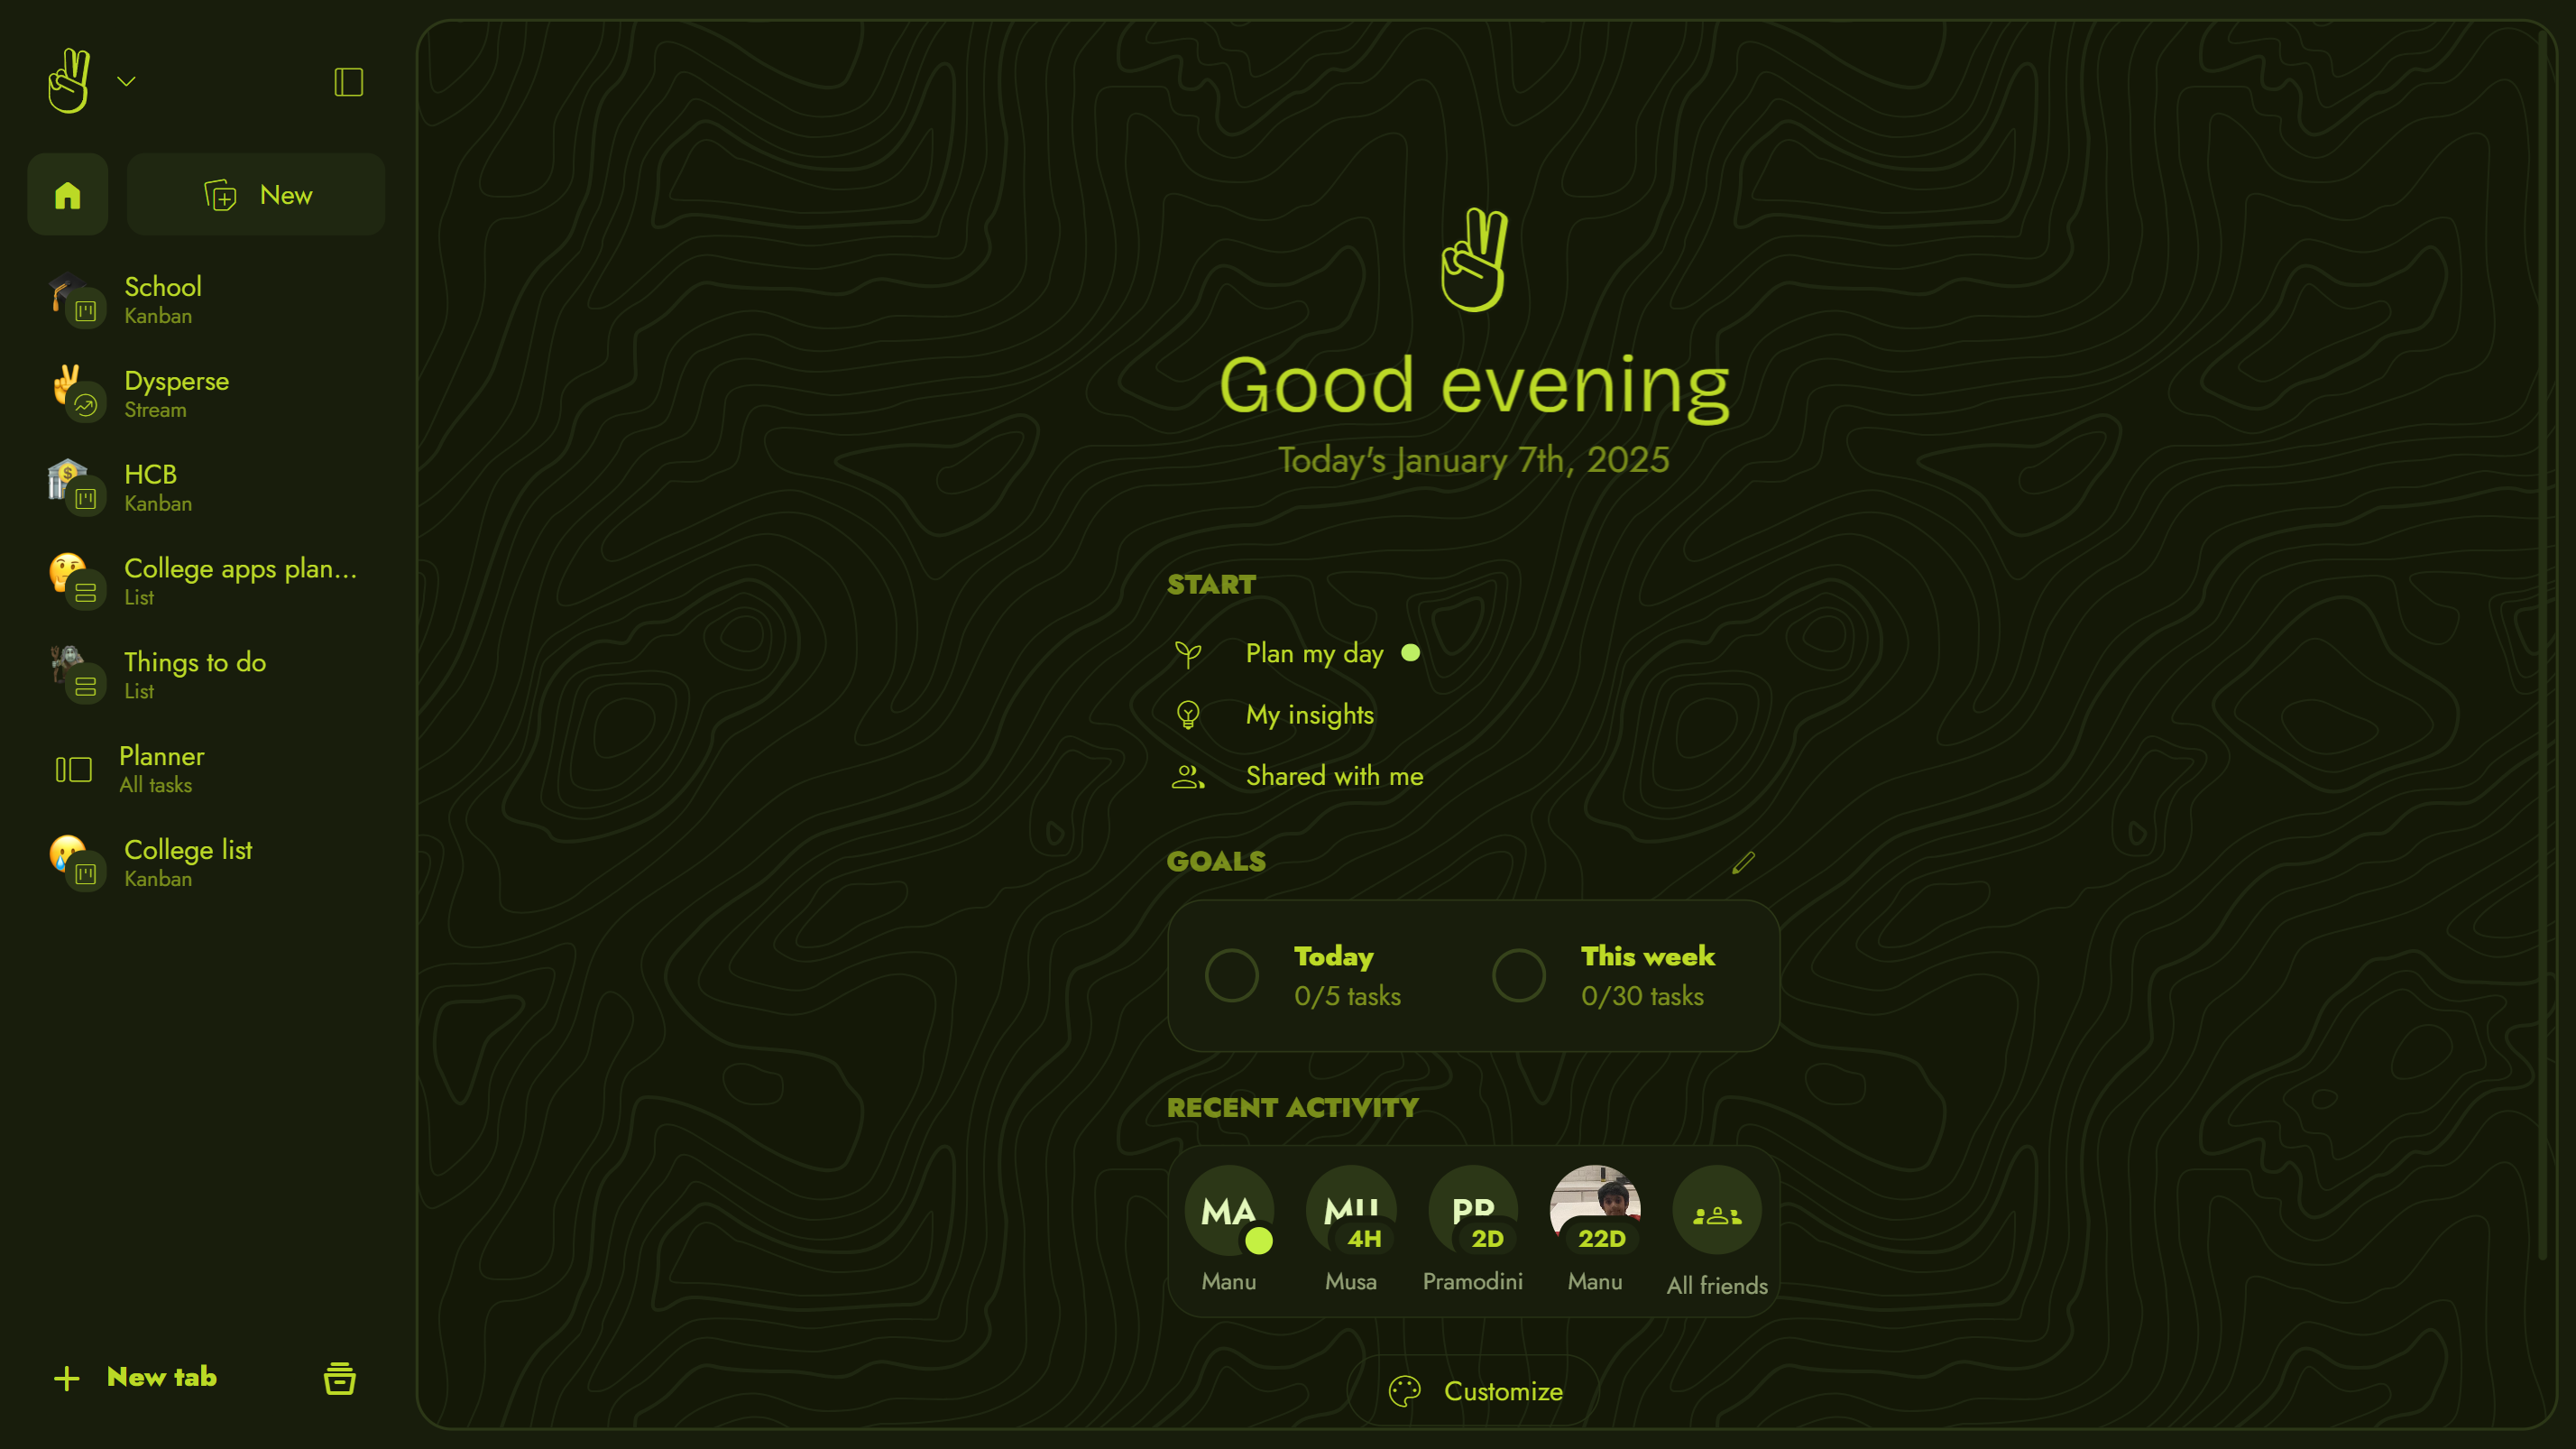 New
School
Kanban
Dysperse
Stream
HCB
Kanban
College apps plan...
List
Things to do
List
Planner
All tasks
College list
Kanban
New tab
Good evening
Today's January 7th, 2025
START
Plan my day
My insights
Shared with me
GOALS
Today
0/5 tasks
This week
0/30 tasks
RECENT ACTIVITY
MA
MU
PR
4H
2D
22D
Manu
Musa
Pramodini
Manu
All friends
Customize